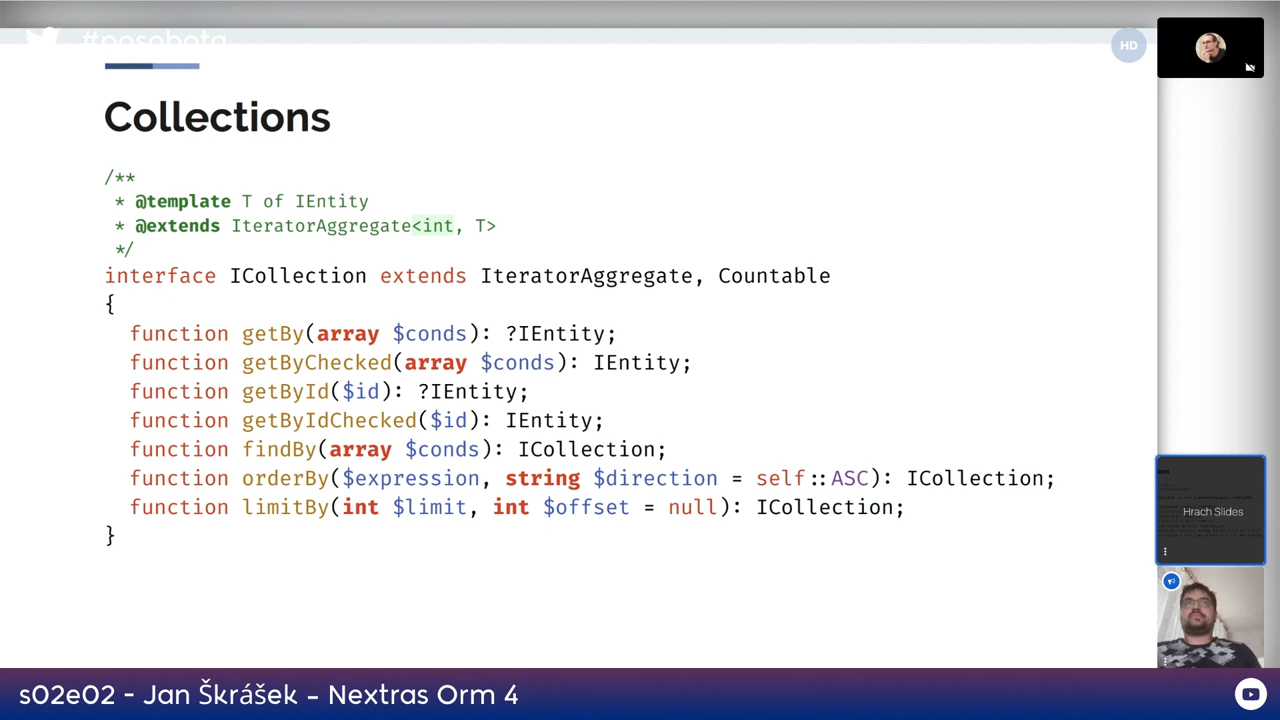 #posobota
HD
Collections
/**
* @template T of IEntity
* @extends IteratorAggregate<int, T>
*/
interface ICollection extends IteratorAggregate, Countable
{
function getBy(array $conds): ?IEntity;
function getByChecked(array $conds): IEntity;
function getById($id): ?IEntity;
function getByIdChecked($id): IEntity;
function findBy(array $conds): ICollection;
function orderBy($expression, string $direction = self::ASC): ICollection;
function limitBy(int $limit, int $offset = null): ICollection;
}
Hrach Slides
s02e02 - Jan Škrášek – Nextras Orm 4